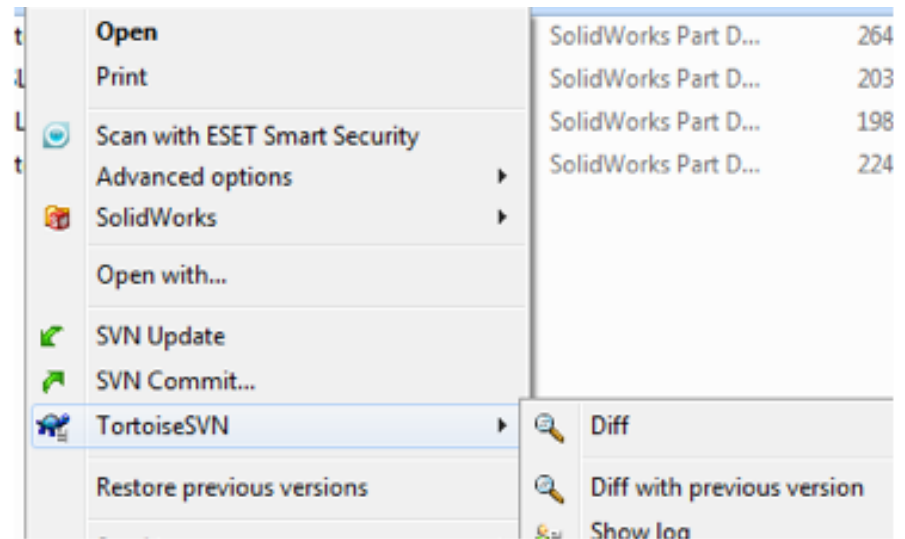 Open
SolidWorks Part D... 264
Print
SolidWorks Part D... 203
Scan with ESET Smart Security
SolidWorks Part D... 198
Advanced options
SolidWorks Part D... 224
SolidWorks
Open with...
SVN Update
SVN Commit...
TortoiseSVN
Diff
Restore previous versions
Diff with previous version
Show log